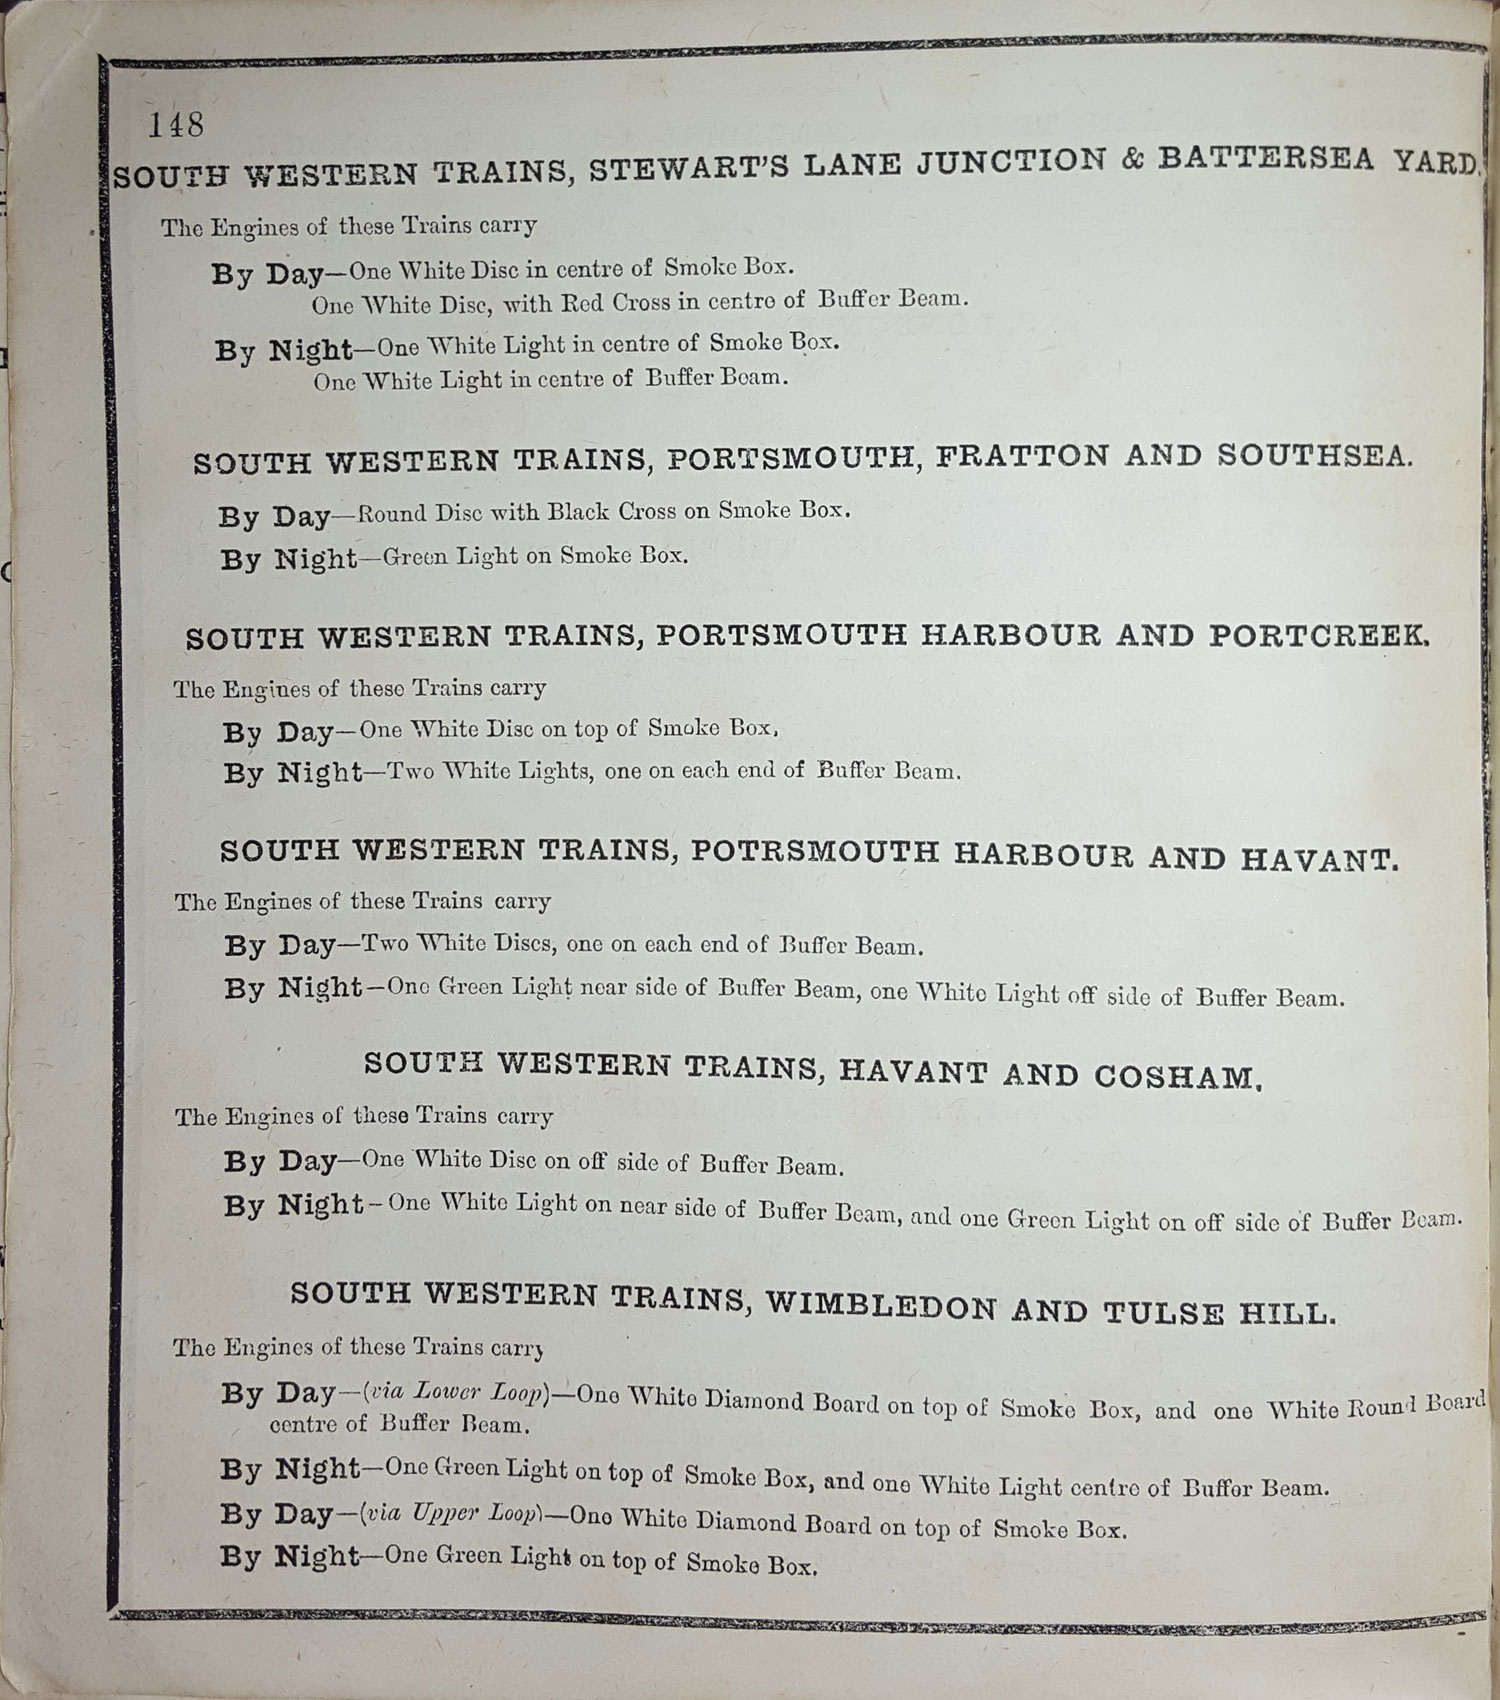 148
SOUTH WESTERN TRAINS, STEWART'S LANE JUNCTION & BATTERSEA YARD.
The Engines of these Trains carry
By Day—One White Disc in centre of Smoke Box.
One White Disc, with Red Cross in centre of Buffer Beam.
By Night—One White Light in centre of Smoke Box.
One White Light in centre of Buffer Beam.
SOUTH WESTERN TRAINS, PORTSMOUTH, FRATTON AND SOUTHSEA.
By Day—Round Disc with Black Cross on Smoke Box.
By Night—Green Light on Smoke Box.
SOUTH WESTERN TRAINS, PORTSMOUTH HARBOUR AND PORTCREEK.
The Engines of these Trains carry
By Day—One White Disc on top of Smoke Box,
By Night—Two White Lights, one on each end of Buffer Beam.
SOUTH WESTERN TRAINS, POTRSMOUTH HARBOUR AND HAVANT.
The Engines of these Trains carry
By Day—Two White Discs, one on each end of Buffer Beam.
By Night—One Green Light near side of Buffer Beam, one White Light off side of Buffer Beam.
SOUTH WESTERN TRAINS, HAVANT AND COSHAM.
The Engines of these Trains carry
By Day—One White Disc on off side of Buffer Beam.
By Night—One White Light on near side of Buffer Beam, and one Green Light on off side of Buffer Beam.
SOUTH WESTERN TRAINS, WIMBLEDON AND TULSE HILL.
The Engines of these Trains carry
By Day—(via Lower Loop)—One White Diamond Board on top of Smoke Box, and one White Round Board
centre of Buffer Beam.
By Night—One Green Light on top of Smoke Box, and one White Light centre of Buffer Beam.
By Day—(via Upper Loop)—One White Diamond Board on top of Smoke Box.
By Night—One Green Light on top of Smoke Box.